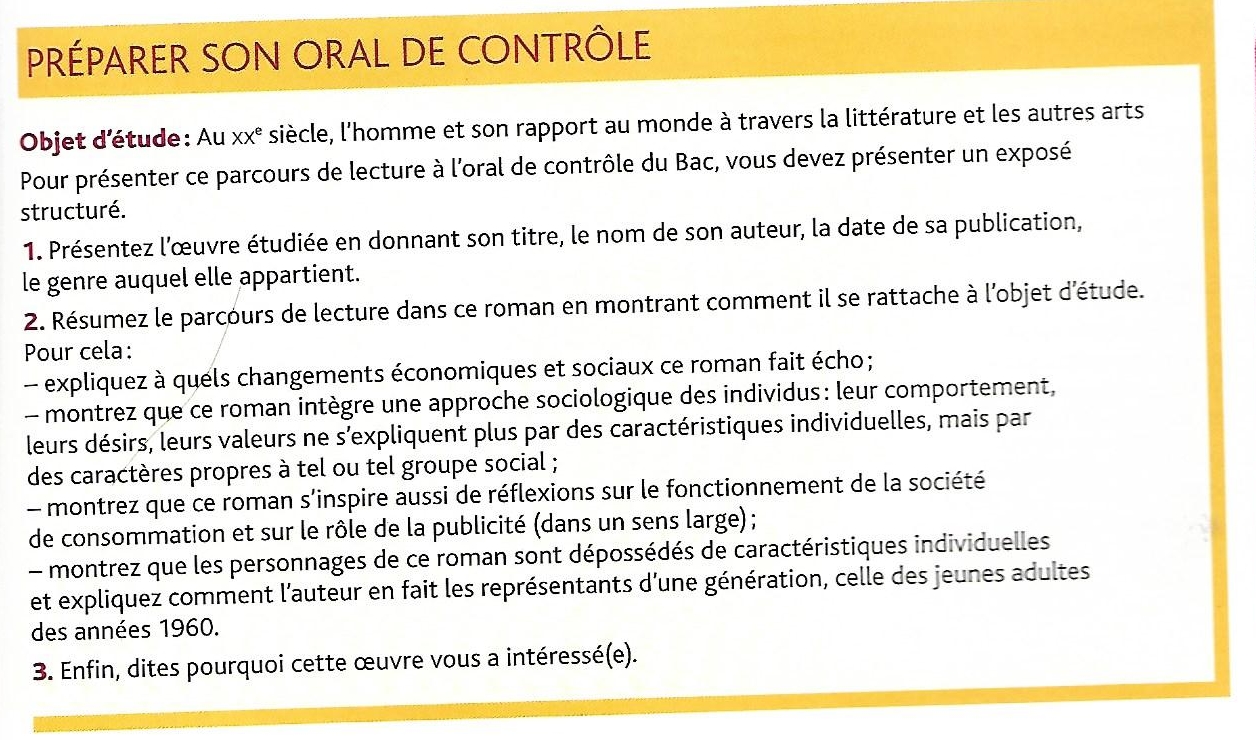 PRÉPARER SON ORAL DE CONTRÔLE
Objet d'étude : Au XXe siècle, l'homme et son rapport au monde à travers la littérature et les autres arts
Pour présenter ce parcours de lecture à l'oral de contrôle du Bac, vous devez présenter un exposé
structuré.
1. Présentez l'œuvre étudiée en donnant son titre, le nom de son auteur, la date de sa publication,
le genre auquel elle appartient.
2. Résumez le parcours de lecture dans ce roman en montrant comment il se rattache à l'objet d'étude.
Pour cela :
– expliquez à quels changements économiques et sociaux ce roman fait écho ;
– montrez que ce roman intègre une approche sociologique des individus : leur comportement,
leurs désirs, leurs valeurs ne s'expliquent plus par des caractéristiques individuelles, mais par
des caractères propres à tel ou tel groupe social ;
– montrez que ce roman s'inspire aussi de réflexions sur le fonctionnement de la société
de consommation et sur le rôle de la publicité (dans un sens large) ;
– montrez que les personnages de ce roman sont dépossédés de caractéristiques individuelles
et expliquez comment l'auteur en fait les représentants d'une génération, celle des jeunes adultes
des années 1960.
3. Enfin, dites pourquoi cette œuvre vous a intéressé(e).